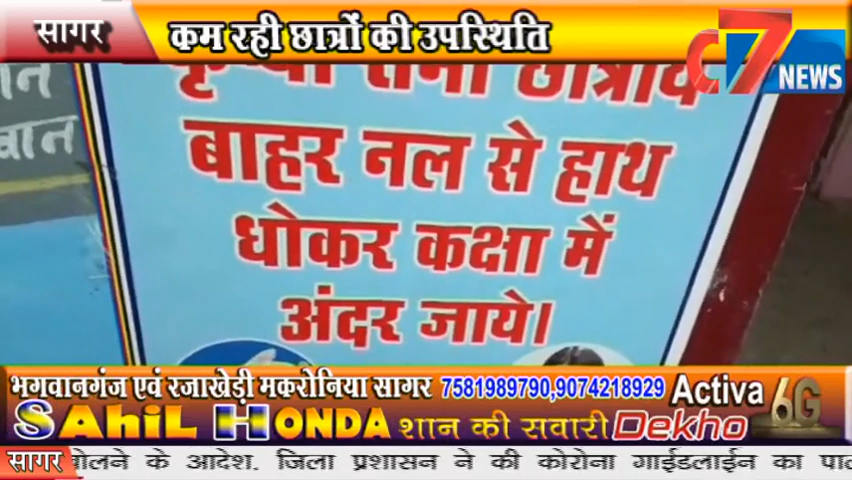 सागर
कम रही छात्रों की उपस्थिति
C7 NEWS
कृप्या सभी छात्रायें
बाहर नल से हाथ
धोकर कक्षा में
अंदर जाये।
भगवानगंज एवं रजाखेड़ी मकरोनिया सागर 7581989790,9074218929 Activa 6G
SAhiL HONDA शान की सवारी Dekho
सागर खोलने के आदेश. जिला प्रशासन ने की कोरोना गाईडलाईन का पाल